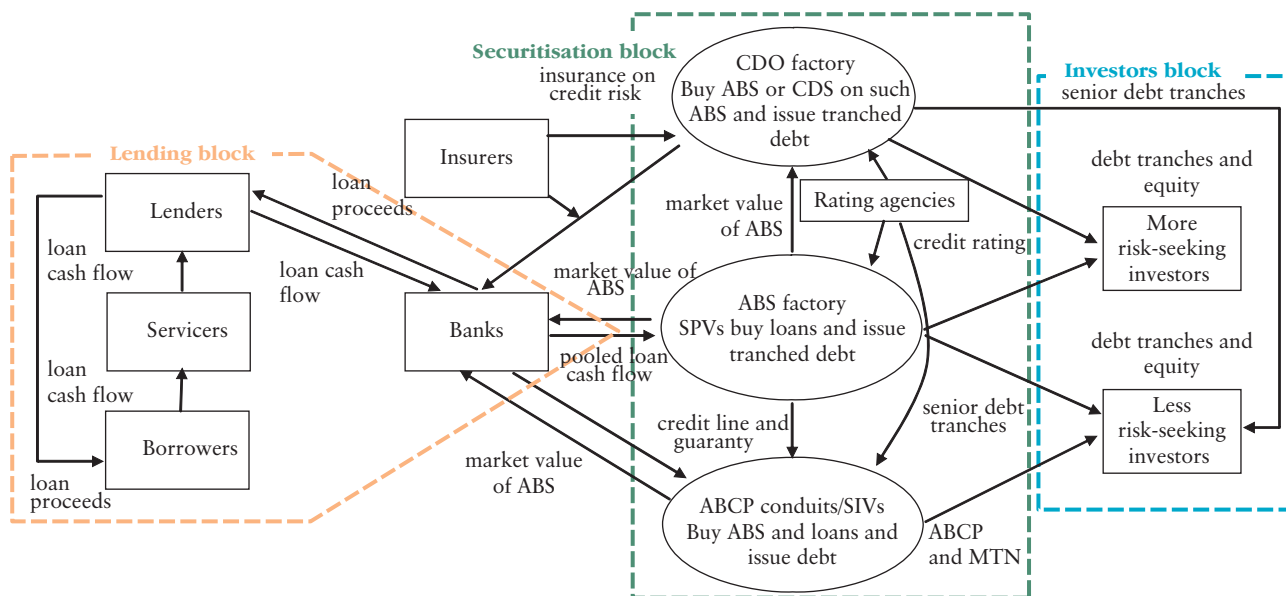 Securitisation block
insurance on
credit risk
CDO factory
Buy ABS or CDS on such
ABS and issue tranched
debt
Investors block
senior debt tranches
Lending block
Insurers
loan
proceeds
debt tranches and
equity
Lenders
market value
of ABS
Rating agencies
credit rating
More
risk-seeking
investors
loan
cash flow
loan cash
flow
market value of
ABS
Servicers
Banks
ABS factory
SPVs buy loans and issue
tranched debt
pooled loan
cash flow
debt tranches and
equity
loan
cash flow
Borrowers
credit line and
guaranty
senior debt
tranches
Less
risk-seeking
investors
loan
proceeds
market value
of ABS
ABCP conduits/SIVs
Buy ABS and loans and
issue debt
ABCP
and MTN